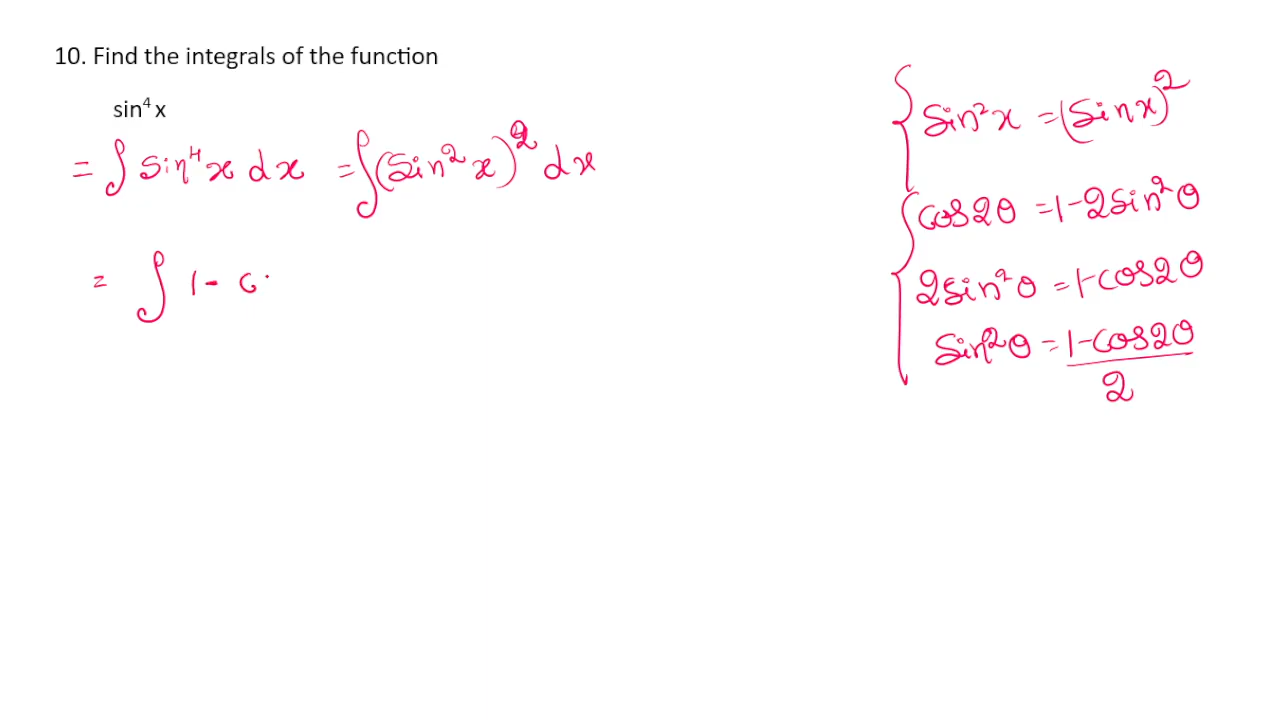 10. Find the integrals of the function
sin⁴ x
= ∫ sin⁴x dx = ∫(sin²x)² dx
= ∫ 1 -
sin²x = (sinx)²
cos2θ = 1-2sin²θ
2sin²θ = 1-cos2θ
sin²θ = 1-cos2θ
2